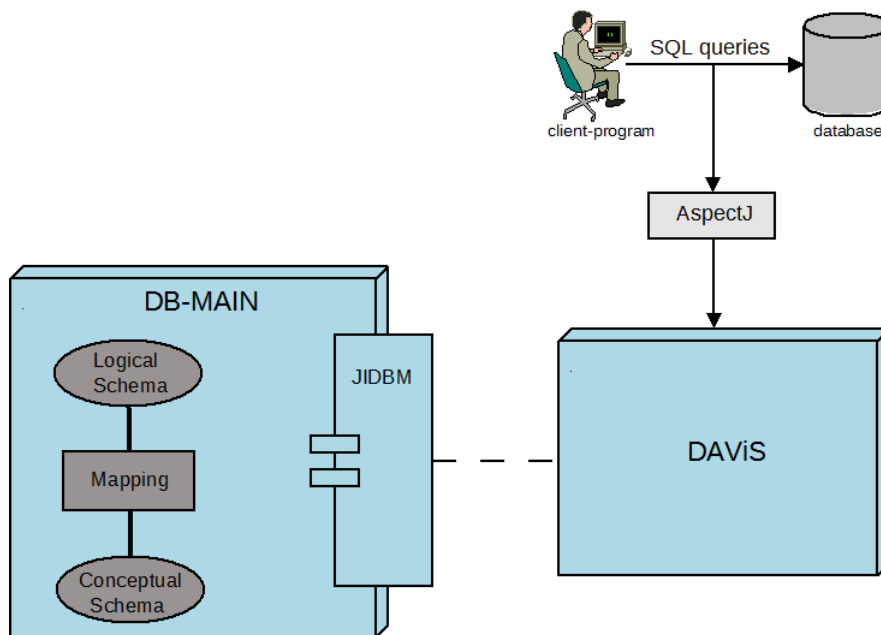 SQL queries
client-program
database
AspectJ
DB-MAIN
Logical
Schema
JIDBM
DAViS
Mapping
Conceptual
Schema